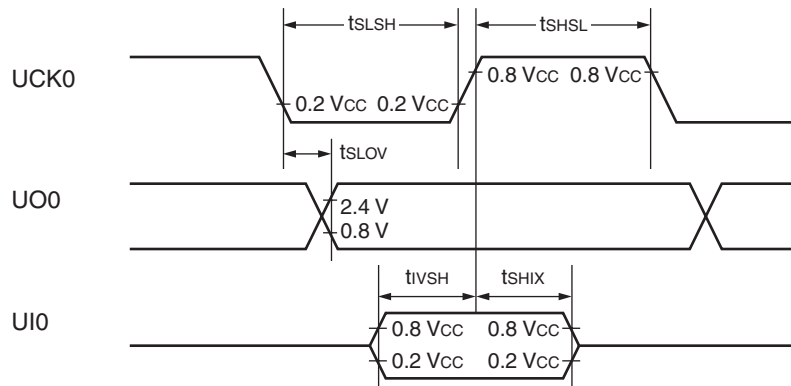 tSLSH tSHSL
UCK0
0.8 VCC 0.8 VCC
0.2 VCC 0.2 VCC
tSLOV
UO0
2.4 V
0.8 V
tIVSH tSHIX
UI0
0.8 VCC 0.8 VCC
0.2 VCC 0.2 VCC